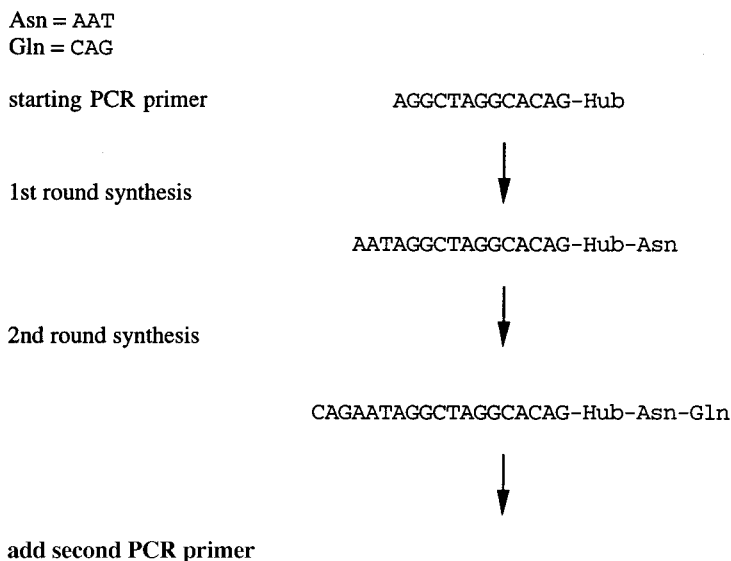 Asn = AAT
Gln = CAG
starting PCR primer
AGGCTAGGCACAG-Hub
1st round synthesis
AATAGGCTAGGCACAG-Hub-Asn
2nd round synthesis
CAGAATAGGCTAGGCACAG-Hub-Asn-Gln
add second PCR primer